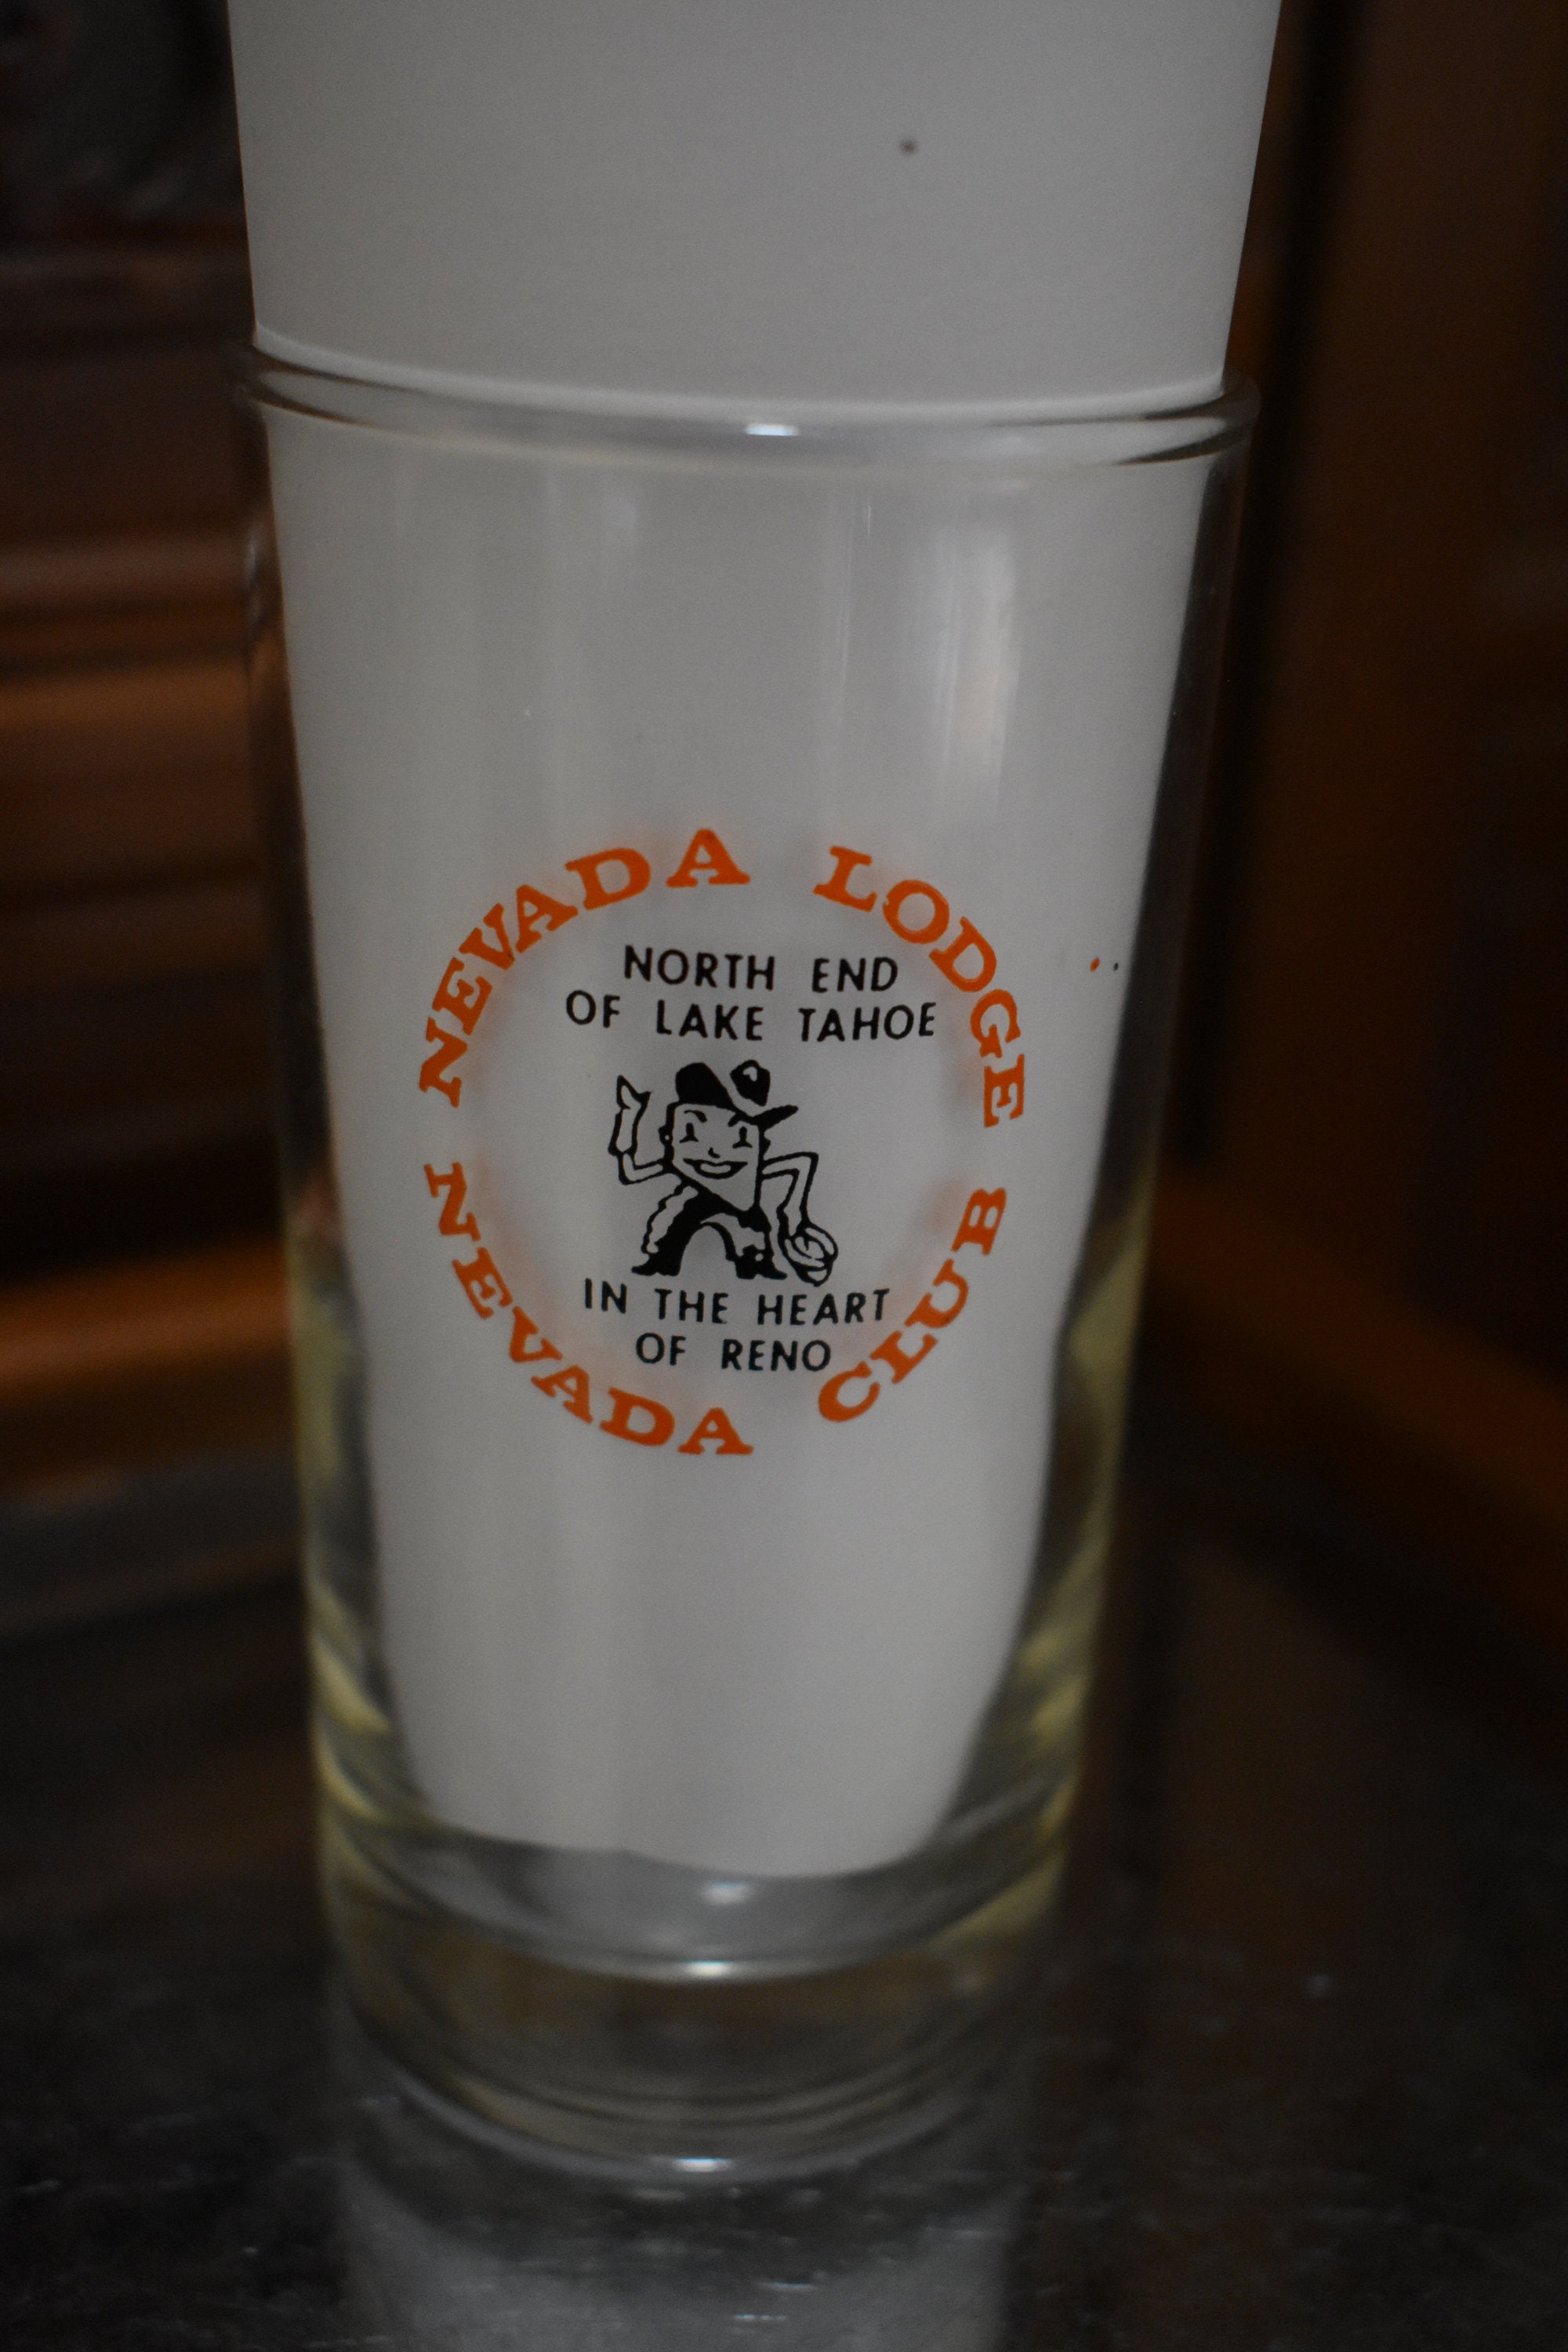 NEVADA LODGE
NORTH END
OF LAKE TAHOE
IN THE HEART
OF RENO
NEVADA CLUB